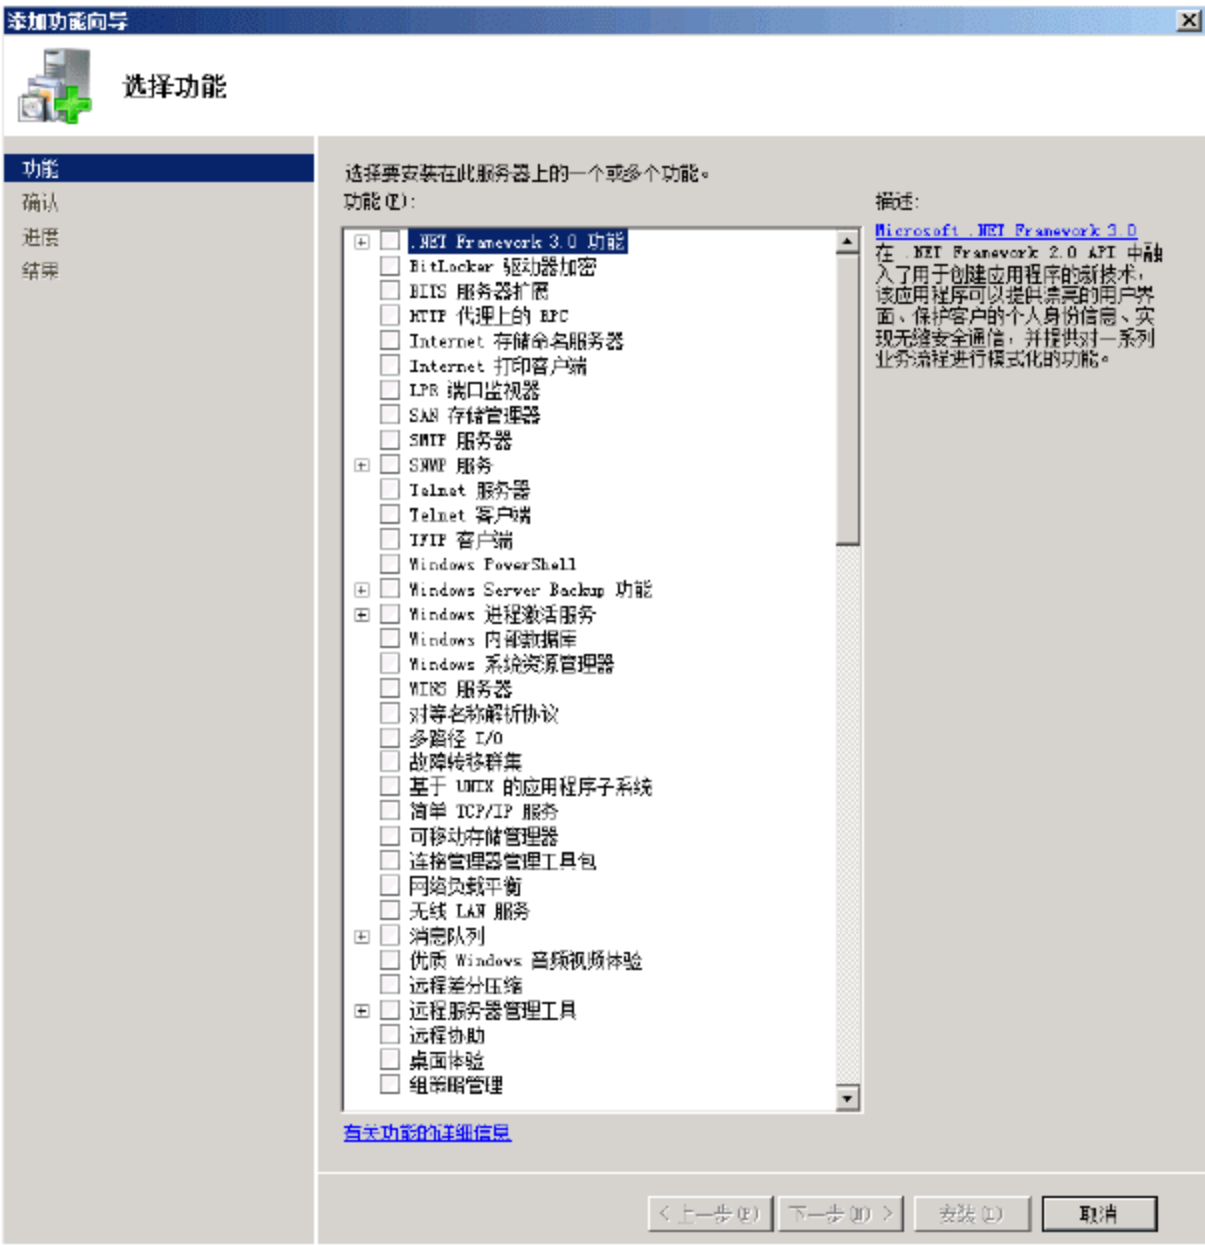 添加功能向导
选择功能
功能
确认
进度
结果
选择要安装在此服务器上的一个或多个功能。
功能(F):
.NET Framework 3.0 功能
BitLocker 驱动器加密
BITS 服务器扩展
HTTP 代理上的 RPC
Internet 存储命名服务器
Internet 打印客户端
LPR 端口监视器
SAN 存储管理器
SMTP 服务器
SNMP 服务
Telnet 服务器
Telnet 客户端
TFTP 客户端
Windows PowerShell
Windows Server Backup 功能
Windows 进程激活服务
Windows 内部数据库
Windows 系统资源管理器
WINS 服务器
对等名称解析协议
多路径 I/O
故障转移群集
基于 UNIX 的应用程序子系统
简单 TCP/IP 服务
可移动存储管理器
连接管理器管理工具包
网络负载平衡
无线 LAN 服务
消息队列
优质 Windows 音频视频体验
远程差分压缩
远程服务器管理工具
远程协助
桌面体验
组策略管理
有关功能的详细信息
描述:
Microsoft .NET Framework 3.0
在 .NET Framework 2.0 API 中融
入了用于创建应用程序的新技术，
该应用程序可以提供漂亮的用户界
面、保护客户的个人身份信息、实
现无缝安全通信，并提供对一系列
业务流程进行模式化的功能。
< 上一步(P)
下一步(N) >
安装(I)
取消